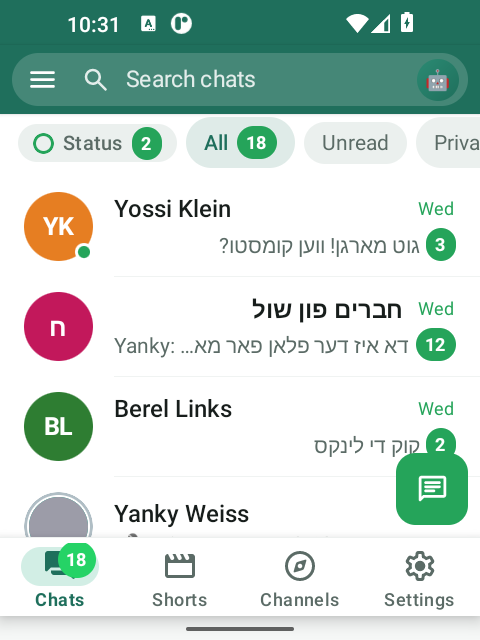 10:31
A
Search chats
Status 2
All 18
Unread
Priva
YK
Yossi Klein
Wed
גוט מארגן! ווען קומסטו?
3
ח
חברים פון שול
Wed
Yanky: דא איז דער פלאן פאר מא...
12
BL
Berel Links
Wed
קוק די לינקס
2
Yanky Weiss
18
Chats
Shorts
Channels
Settings